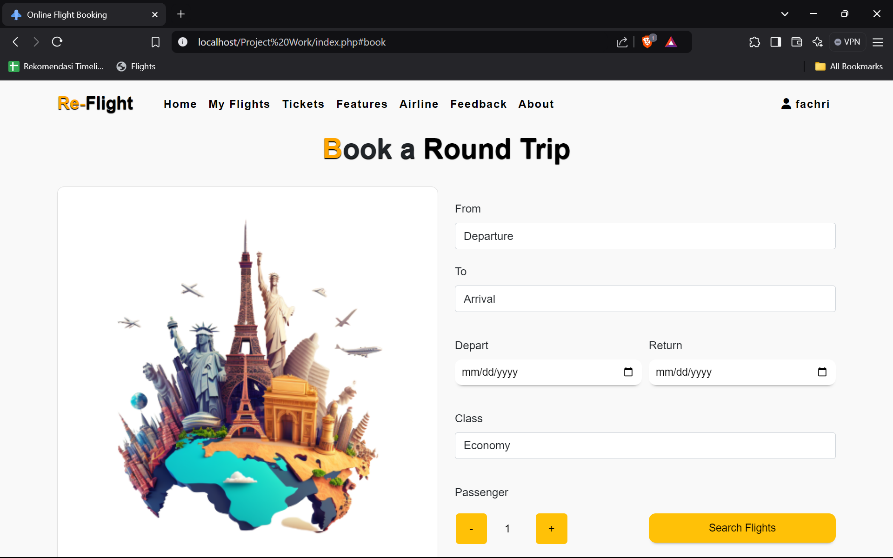 Online Flight Booking
localhost/Project%20Work/index.php#book
VPN
Rekomendasi Timeli...
Flights
All Bookmarks
Re-Flight
Home My Flights Tickets Features Airline Feedback About
fachri
Book a Round Trip
From
Departure
To
Arrival
Depart Return
mm/dd/yyyy mm/dd/yyyy
Class
Economy
Passenger
- 1 + Search Flights